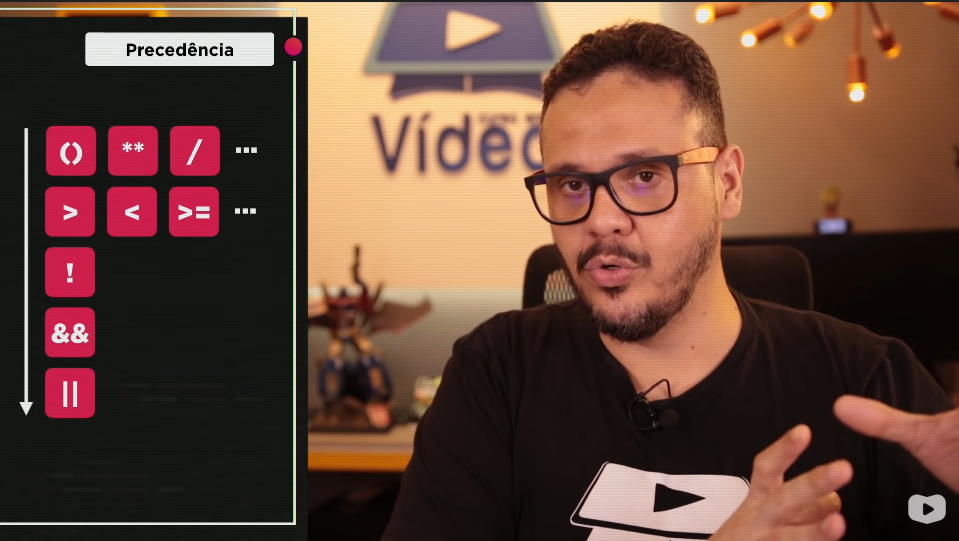 Precedência
() ** / ...
> < >= ...
!
&&
||
Víde